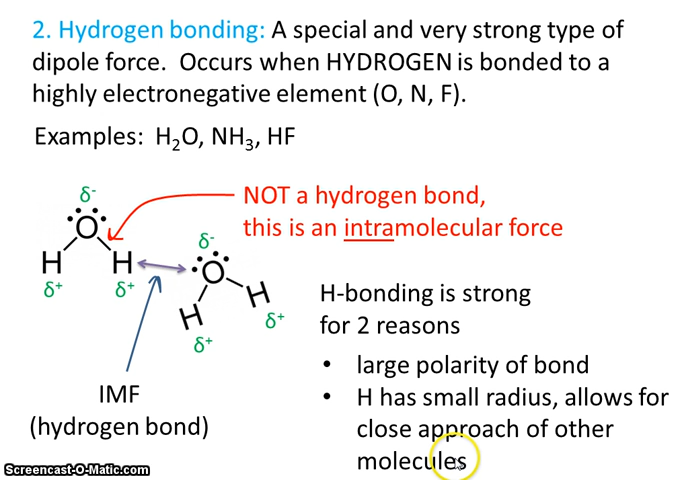 2. Hydrogen bonding: A special and very strong type of
dipole force. Occurs when HYDROGEN is bonded to a
highly electronegative element (O, N, F).
Examples: H₂O, NH₃, HF
δ⁻
NOT a hydrogen bond,
O
this is an intramolecular force
δ⁻
H H
O
δ⁺ δ⁺
H
H-bonding is strong
H
δ⁺
for 2 reasons
δ⁺
• large polarity of bond
IMF
• H has small radius, allows for
(hydrogen bond)
close approach of other
molecules
Screencast-O-Matic.com